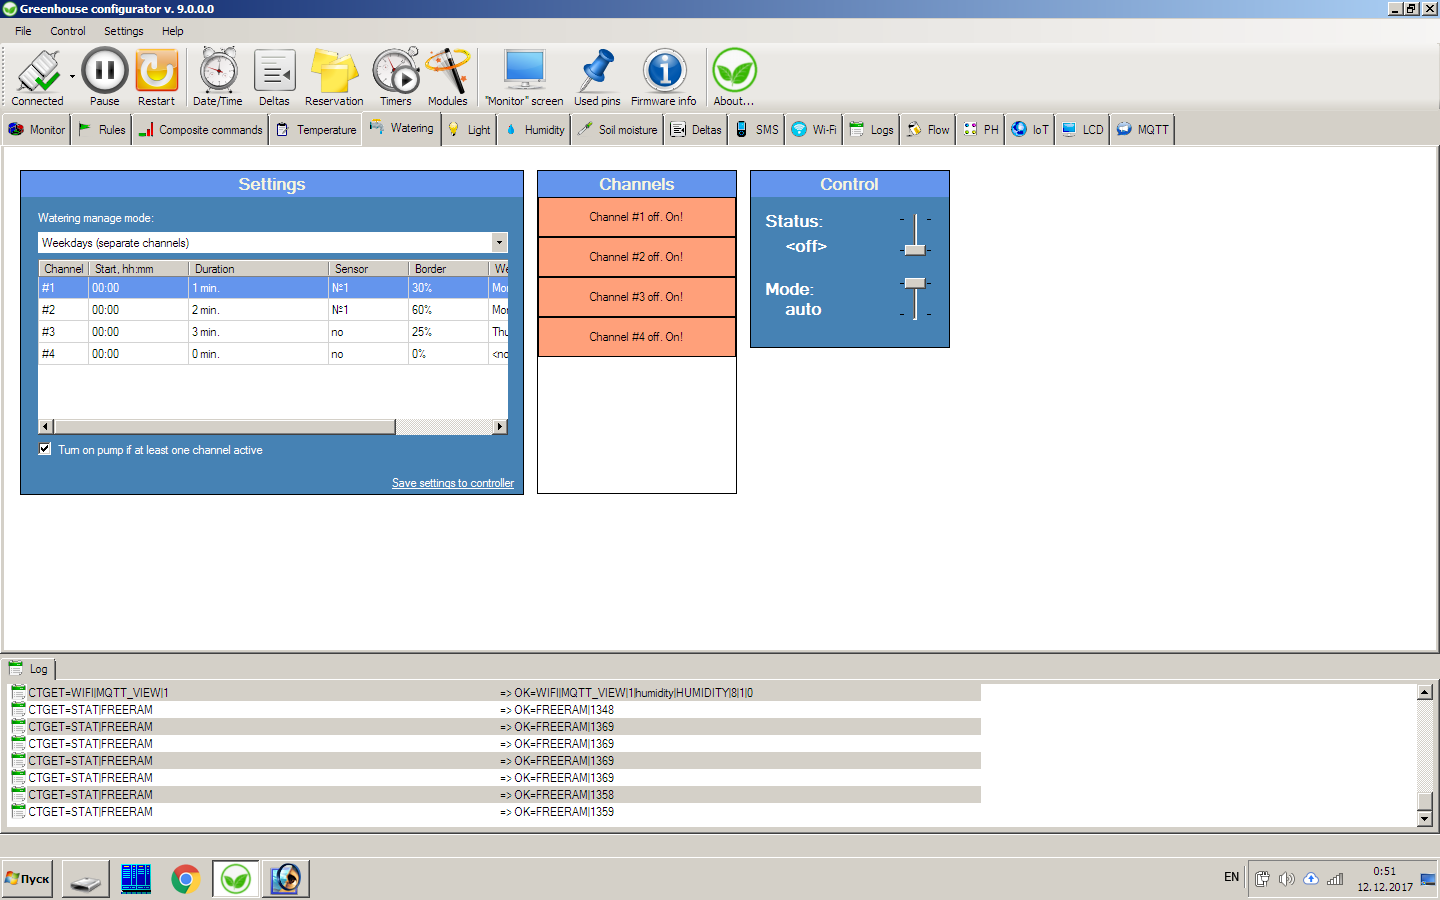 Greenhouse configurator v. 9.0.0.0
File Control Settings Help
Connected Pause Restart Date/Time Deltas Reservation Timers Modules "Monitor" screen Used pins Firmware info About...
Monitor Rules Composite commands Temperature Watering Light Humidity Soil moisture Deltas SMS Wi-Fi Logs Flow PH IoT LCD MQTT
Settings
Watering manage mode:
Weekdays (separate channels)
Channel Start, hh:mm Duration Sensor Border We
#1 00:00 1 min. №1 30% Mo
#2 00:00 2 min. №1 60% Mo
#3 00:00 3 min. no 25% Thu
#4 00:00 0 min. no 0% <no
Turn on pump if at least one channel active
Save settings to controller
Channels
Channel #1 off. On!
Channel #2 off. On!
Channel #3 off. On!
Channel #4 off. On!
Control
Status:
<off>
Mode:
auto
Log
CTGET=WIFI|MQTT_VIEW|1 => OK=WIFI|MQTT_VIEW|1|humidity|HUMIDITY|8|1|0
CTGET=STAT|FREERAM => OK=FREERAM|1348
CTGET=STAT|FREERAM => OK=FREERAM|1369
CTGET=STAT|FREERAM => OK=FREERAM|1369
CTGET=STAT|FREERAM => OK=FREERAM|1369
CTGET=STAT|FREERAM => OK=FREERAM|1369
CTGET=STAT|FREERAM => OK=FREERAM|1358
CTGET=STAT|FREERAM => OK=FREERAM|1359
Пуск
EN
0:51
12.12.2017